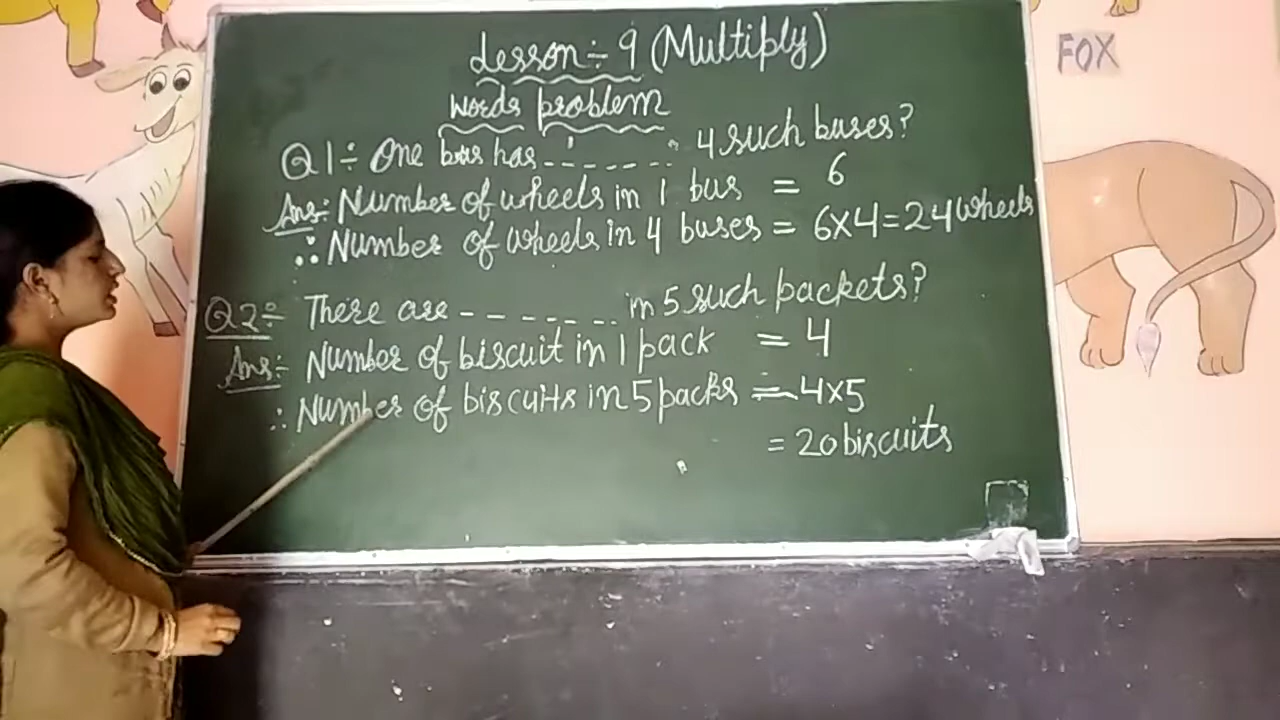 Lesson÷ 9 (Multiply)
Words problem
Q1÷ One bus has ------- 4 such buses?
Ans:- Number of wheels in 1 bus = 6
∴ Number of wheels in 4 buses = 6×4=24 wheels
Q2÷ There are ------- in 5 such packets?
Ans:- Number of biscuit in 1 pack = 4
∴ Number of biscuits in 5 packs = 4×5
= 20 biscuits
FOX